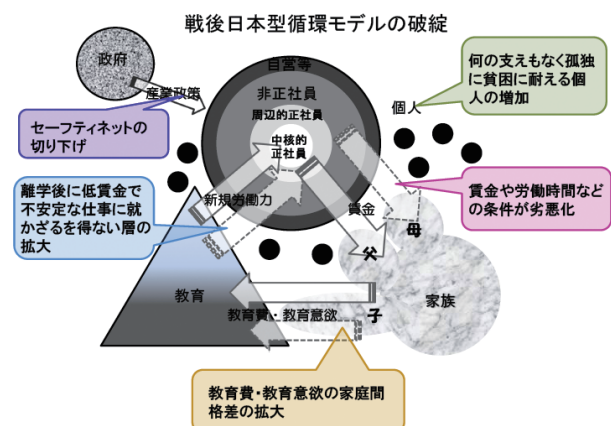 戦後日本型循環モデルの破綻
政府
産業政策
セーフティネットの
切り下げ
自営等
非正社員
周辺的正社員
中核的
正社員
個人
何の支えもなく孤独
に貧困に耐える個
人の増加
離学後に低賃金で
不安定な仕事に就
かざるを得ない層の
拡大
新規労働力
賃金
賃金や労働時間など
の条件が劣悪化
母
父
家族
教育
教育費・教育意欲
子
教育費・教育意欲の家庭間
格差の拡大